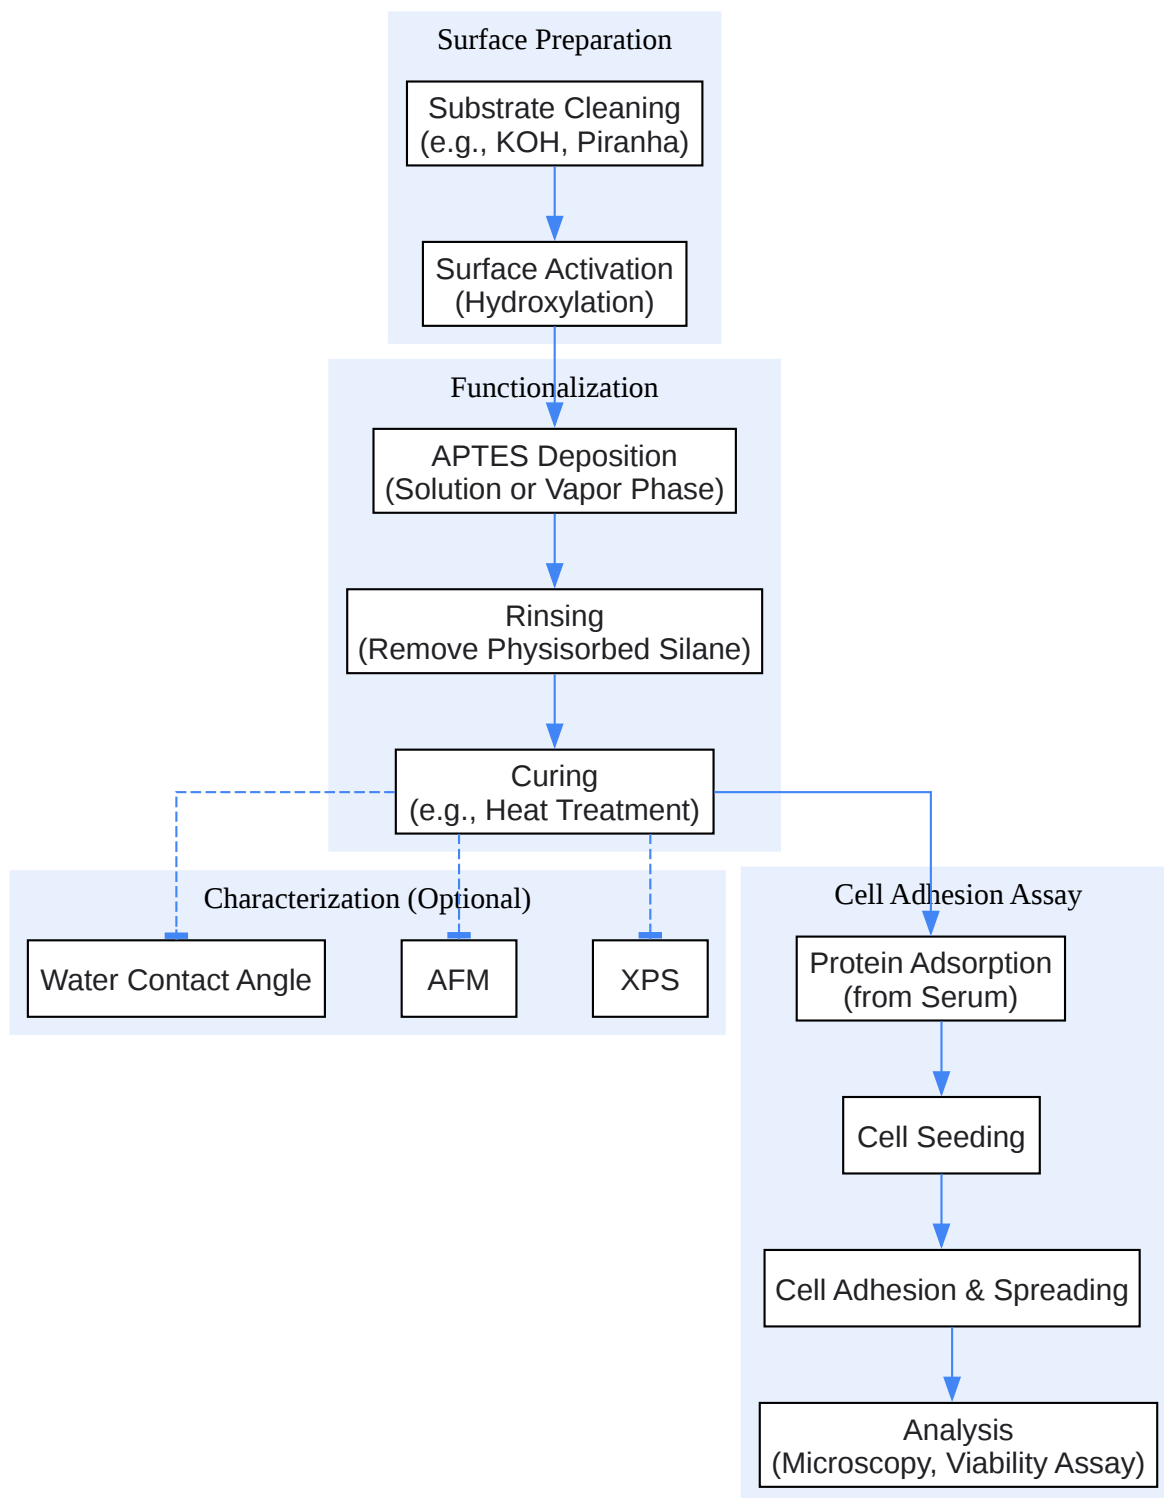 Surface Preparation
Substrate Cleaning
(e.g., KOH, Piranha)
Surface Activation
(Hydroxylation)
Functionalization
APTES Deposition
(Solution or Vapor Phase)
Rinsing
(Remove Physisorbed Silane)
Curing
(e.g., Heat Treatment)
Characterization (Optional)
Water Contact Angle
AFM
XPS
Cell Adhesion Assay
Protein Adsorption
(from Serum)
Cell Seeding
Cell Adhesion & Spreading
Analysis
(Microscopy, Viability Assay)